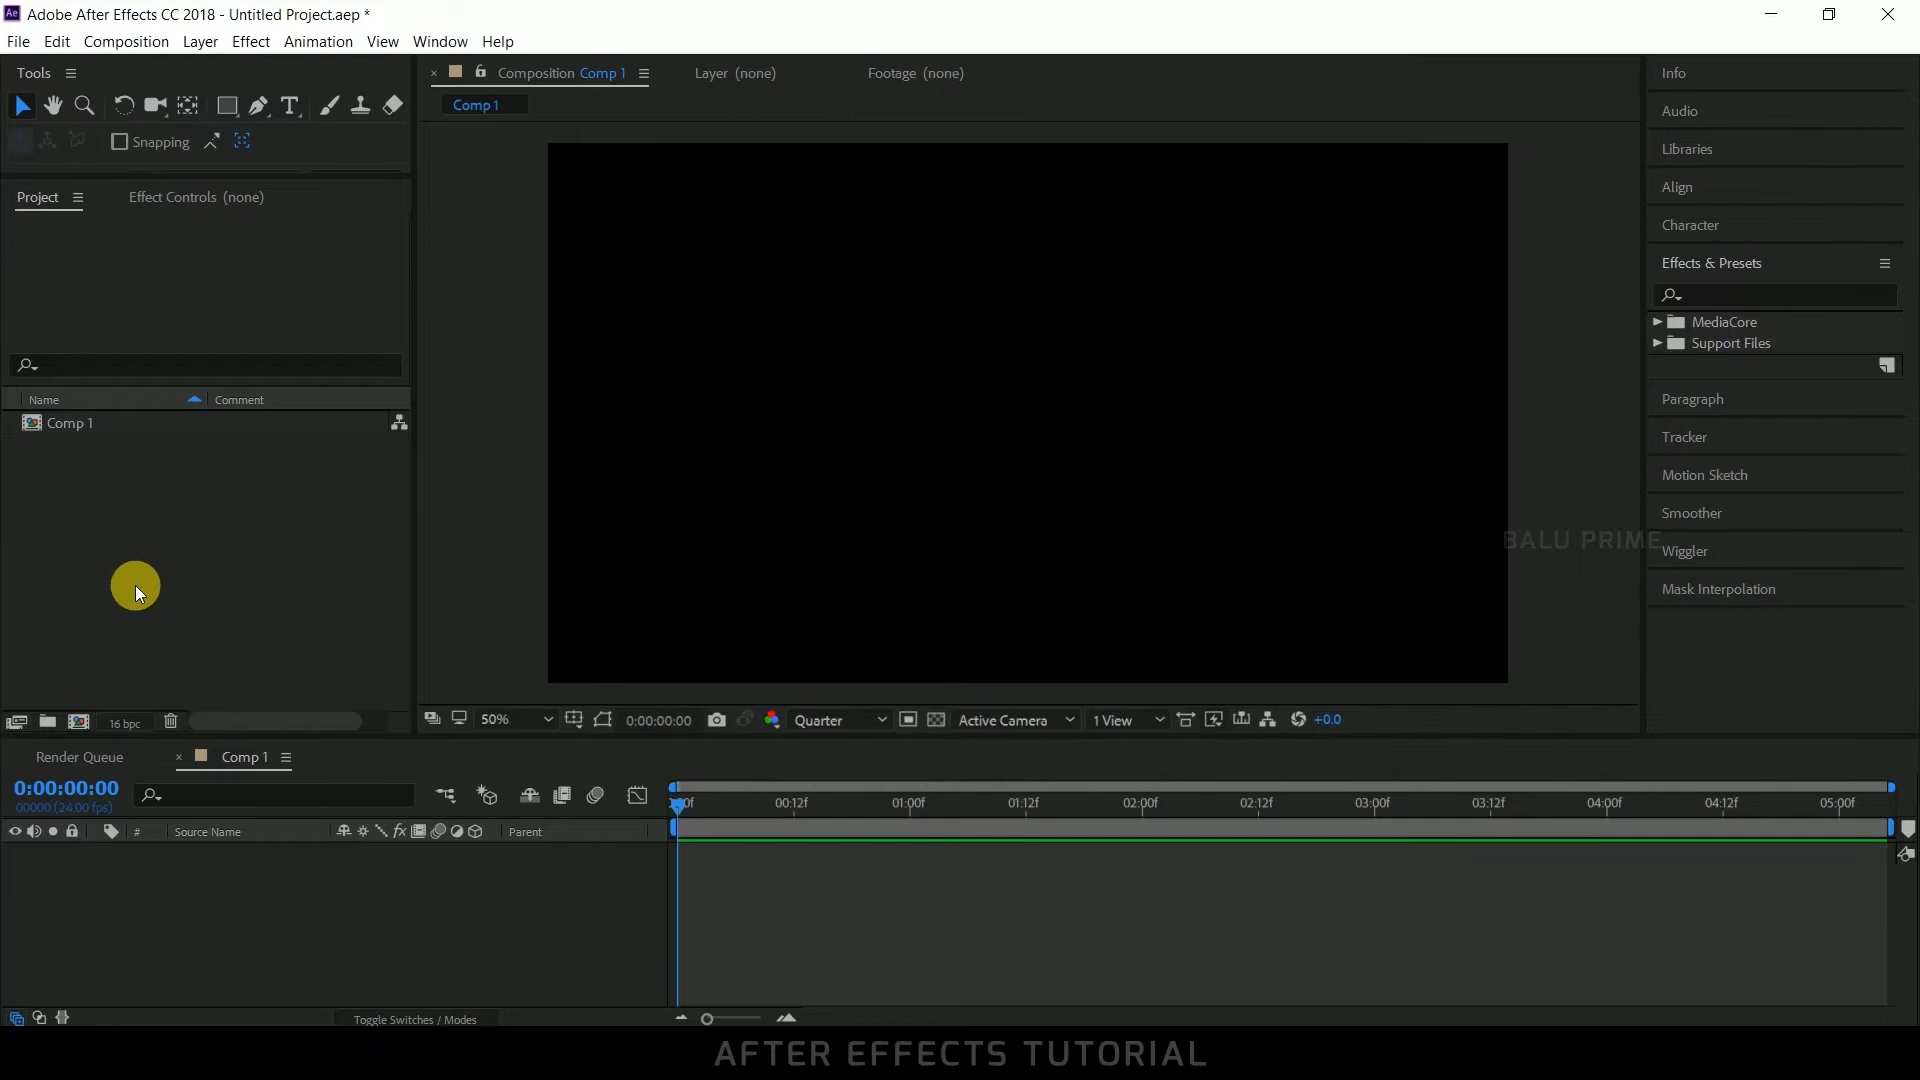 Adobe After Effects CC 2018 - Untitled Project.aep *
File Edit Composition Layer Effect Animation View Window Help
Tools
Snapping
Project Effect Controls (none)
Name Comment
Comp 1
16 bpc
Composition Comp 1 Layer (none) Footage (none)
Comp 1
50% 0:00:00:00 Quarter Active Camera 1 View +0.0
Info
Audio
Libraries
Align
Character
Effects & Presets
MediaCore
Support Files
Paragraph
Tracker
Motion Sketch
Smoother
BALU PRIME
Wiggler
Mask Interpolation
Render Queue Comp 1
0:00:00:00
00000 (24.00 fps)
00:12f 01:00f 01:12f 02:00f 02:12f 03:00f 03:12f 04:00f 04:12f 05:00f
# Source Name fx Parent
Toggle Switches / Modes
AFTER EFFECTS TUTORIAL